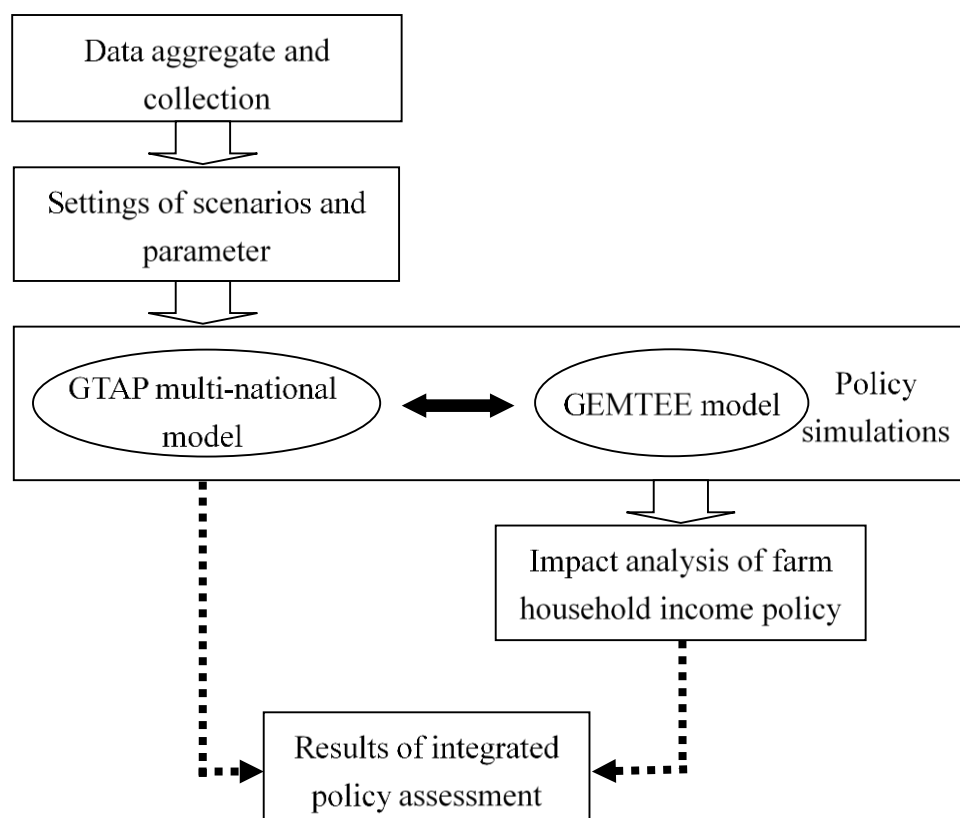 Data aggregate and
collection
Settings of scenarios and
parameter
GTAP multi-national
model
GEMTEE model
Policy
simulations
Impact analysis of farm
household income policy
Results of integrated
policy assessment